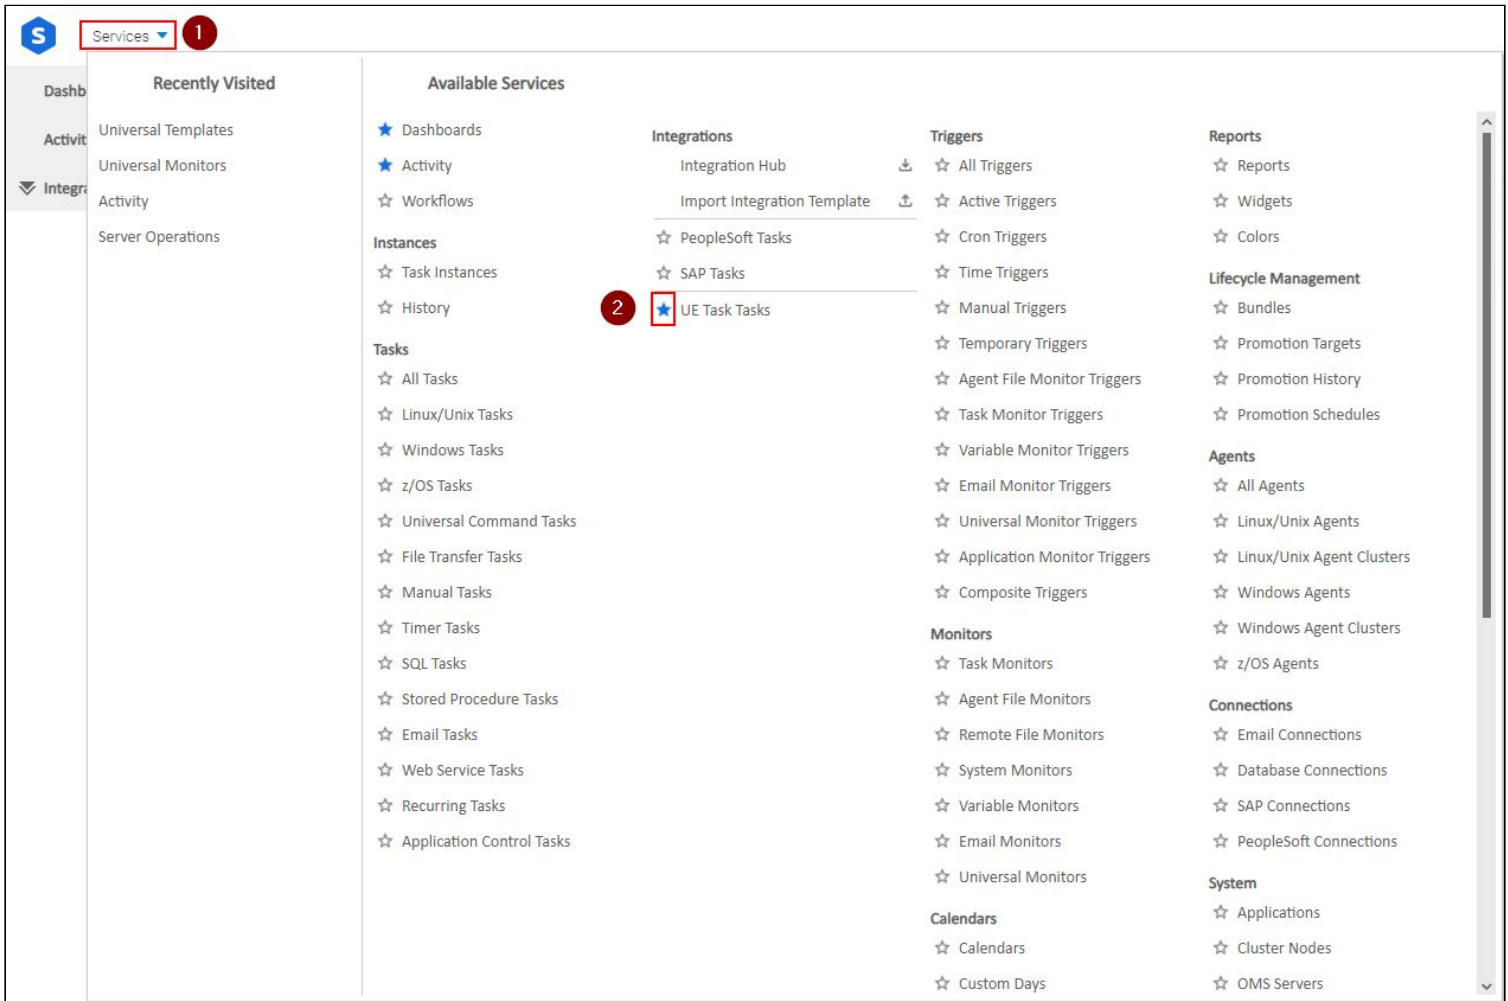 S
Services
1
Dashb
Activit
Integra
Recently Visited
Universal Templates
Universal Monitors
Activity
Server Operations
Available Services
Dashboards
Activity
Workflows
Instances
Task Instances
History
Tasks
All Tasks
Linux/Unix Tasks
Windows Tasks
z/OS Tasks
Universal Command Tasks
File Transfer Tasks
Manual Tasks
Timer Tasks
SQL Tasks
Stored Procedure Tasks
Email Tasks
Web Service Tasks
Recurring Tasks
Application Control Tasks
Integrations
Integration Hub
Import Integration Template
PeopleSoft Tasks
SAP Tasks
2
UE Task Tasks
Triggers
All Triggers
Active Triggers
Cron Triggers
Time Triggers
Manual Triggers
Temporary Triggers
Agent File Monitor Triggers
Task Monitor Triggers
Variable Monitor Triggers
Email Monitor Triggers
Universal Monitor Triggers
Application Monitor Triggers
Composite Triggers
Monitors
Task Monitors
Agent File Monitors
Remote File Monitors
System Monitors
Variable Monitors
Email Monitors
Universal Monitors
Calendars
Calendars
Custom Days
Reports
Reports
Widgets
Colors
Lifecycle Management
Bundles
Promotion Targets
Promotion History
Promotion Schedules
Agents
All Agents
Linux/Unix Agents
Linux/Unix Agent Clusters
Windows Agents
Windows Agent Clusters
z/OS Agents
Connections
Email Connections
Database Connections
SAP Connections
PeopleSoft Connections
System
Applications
Cluster Nodes
OMS Servers